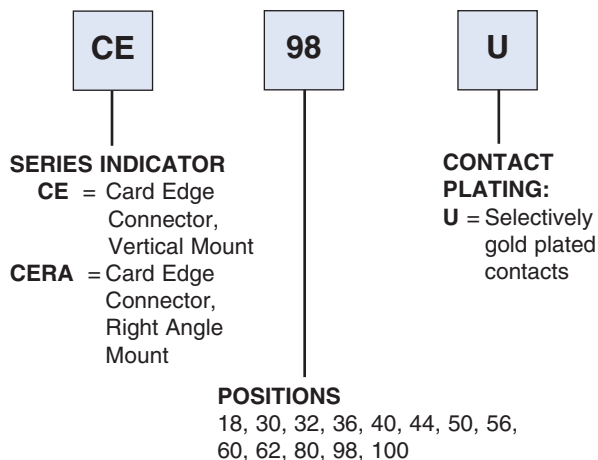 CE 98 U
SERIES INDICATOR
CE = Card Edge
Connector,
Vertical Mount
CERA = Card Edge
Connector,
Right Angle
Mount
POSITIONS
18, 30, 32, 36, 40, 44, 50, 56,
60, 62, 80, 98, 100
CONTACT
PLATING:
U = Selectively
gold plated
contacts